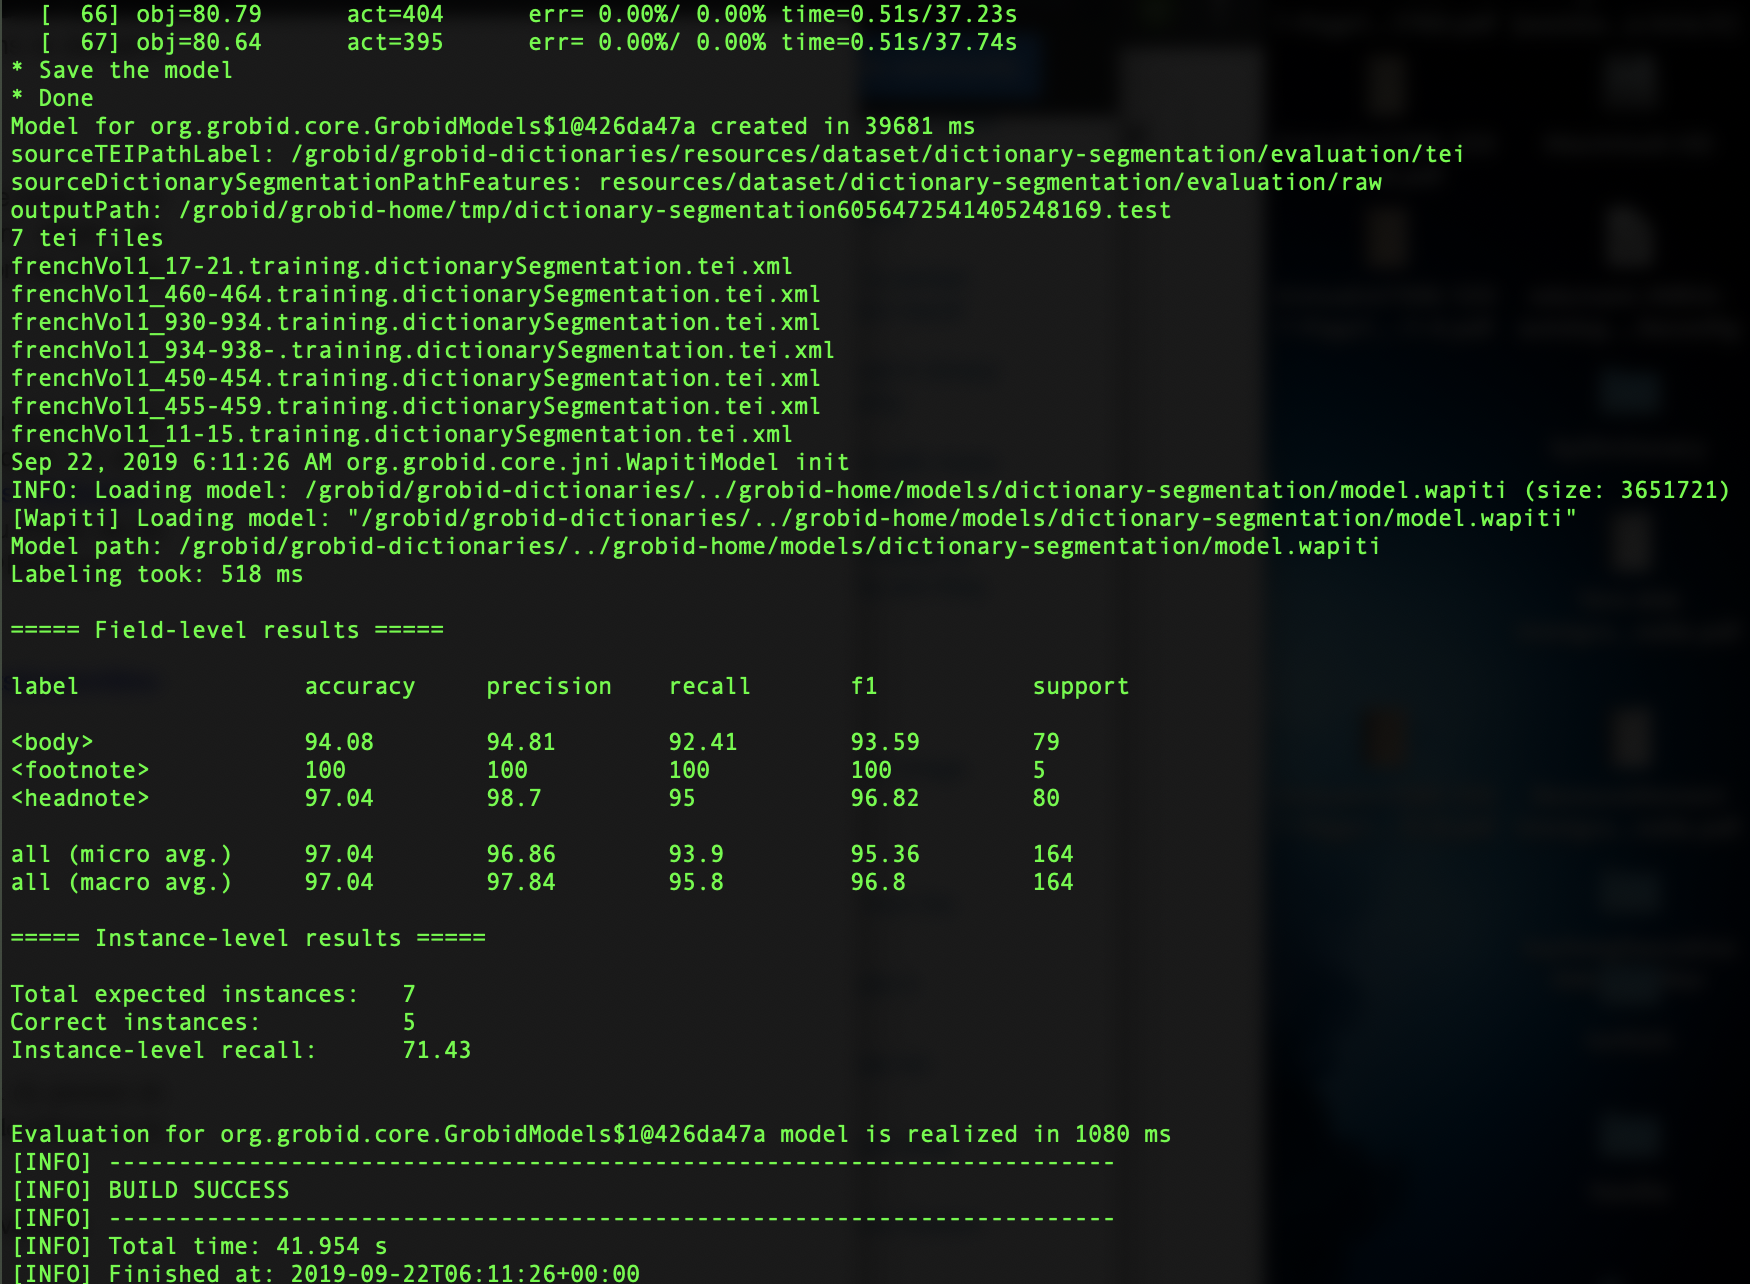 [  66] obj=80.79      act=404      err= 0.00%/ 0.00% time=0.51s/37.23s
[  67] obj=80.64      act=395      err= 0.00%/ 0.00% time=0.51s/37.74s
* Save the model
* Done
Model for org.grobid.core.GrobidModels$1@426da47a created in 39681 ms
sourceTEIPathLabel: /grobid/grobid-dictionaries/resources/dataset/dictionary-segmentation/evaluation/tei
sourceDictionarySegmentationPathFeatures: resources/dataset/dictionary-segmentation/evaluation/raw
outputPath: /grobid/grobid-home/tmp/dictionary-segmentation6056472541405248169.test
7 tei files
frenchVol1_17-21.training.dictionarySegmentation.tei.xml
frenchVol1_460-464.training.dictionarySegmentation.tei.xml
frenchVol1_930-934.training.dictionarySegmentation.tei.xml
frenchVol1_934-938-.training.dictionarySegmentation.tei.xml
frenchVol1_450-454.training.dictionarySegmentation.tei.xml
frenchVol1_455-459.training.dictionarySegmentation.tei.xml
frenchVol1_11-15.training.dictionarySegmentation.tei.xml
Sep 22, 2019 6:11:26 AM org.grobid.core.jni.WapitiModel init
INFO: Loading model: /grobid/grobid-dictionaries/../grobid-home/models/dictionary-segmentation/model.wapiti (size: 3651721)
[Wapiti] Loading model: "/grobid/grobid-dictionaries/../grobid-home/models/dictionary-segmentation/model.wapiti"
Model path: /grobid/grobid-dictionaries/../grobid-home/models/dictionary-segmentation/model.wapiti
Labeling took: 518 ms
===== Field-level results =====
label                accuracy     precision    recall       f1           support
<body>               94.08        94.81        92.41        93.59        79
<footnote>           100          100          100          100          5
<headnote>           97.04        98.7         95           96.82        80
all (micro avg.)     97.04        96.86        93.9         95.36        164
all (macro avg.)     97.04        97.84        95.8         96.8         164
===== Instance-level results =====
Total expected instances:   7
Correct instances:          5
Instance-level recall:      71.43
Evaluation for org.grobid.core.GrobidModels$1@426da47a model is realized in 1080 ms
[INFO] ------------------------------------------------------------------------
[INFO] BUILD SUCCESS
[INFO] ------------------------------------------------------------------------
[INFO] Total time: 41.954 s
[INFO] Finished at: 2019-09-22T06:11:26+00:00